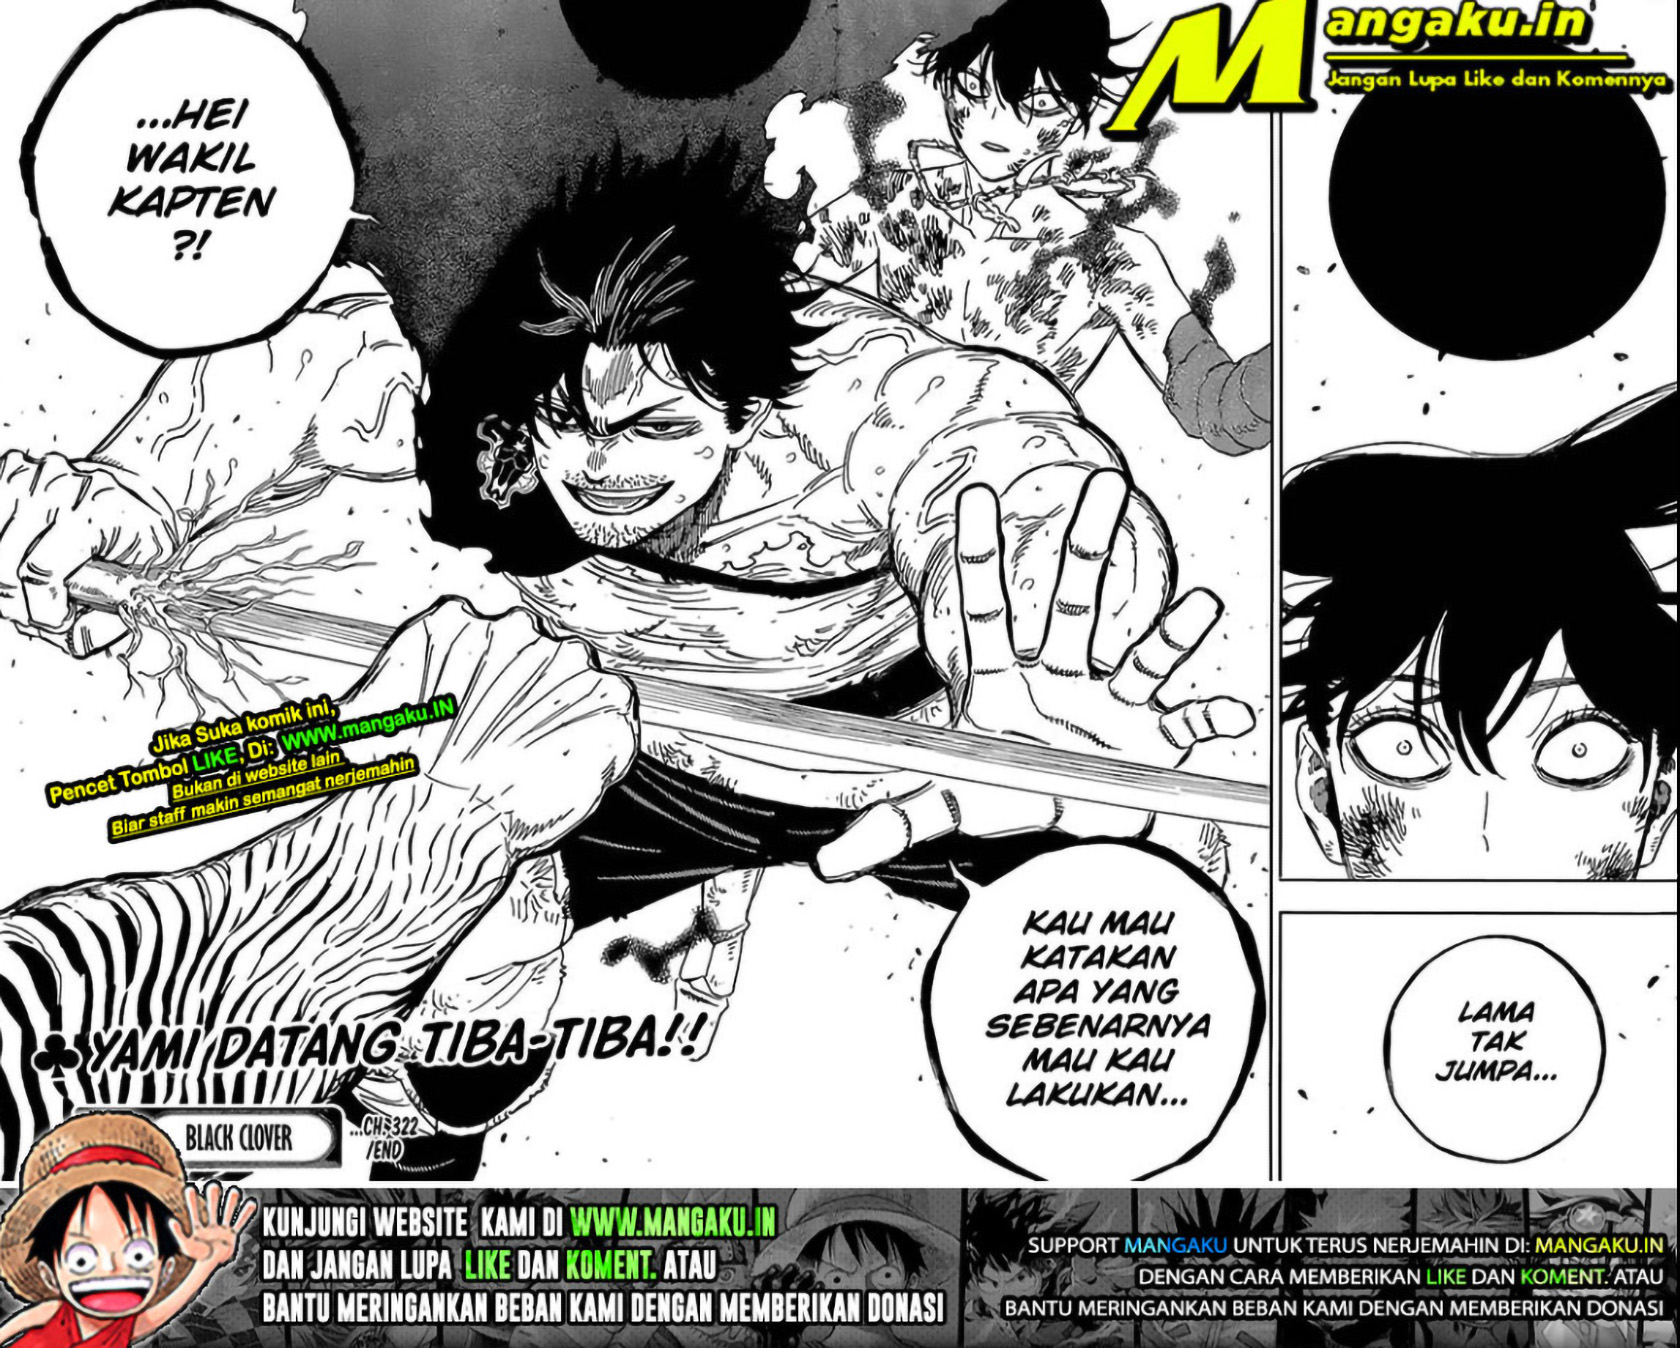 Mangaku.in
Jangan Lupa Like dan Komennya
LAMA
TAK
JUMPA...
...HEI
WAKIL
KAPTEN
?!
KAU MAU
KATAKAN
APA YANG
SEBENARNYA
MAU KAU
LAKUKAN...
Jika Suka komik ini,
Pencet Tombol LIKE, Di: WWW.mangaku.IN
Bukan di website lain
Biar staff makin semangat nerjemahin
♣ YAMI DATANG TIBA-TIBA!!
BLACK CLOVER
...CH: 322
/END
KUNJUNGI WEBSITE KAMI DI WWW.MANGAKU.IN
DAN JANGAN LUPA LIKE DAN KOMENT. ATAU
BANTU MERINGANKAN BEBAN KAMI DENGAN MEMBERIKAN DONASI
SUPPORT MANGAKU UNTUK TERUS NERJEMAHIN DI: MANGAKU.IN
DENGAN CARA MEMBERIKAN LIKE DAN KOMENT. ATAU
BANTU MERINGANKAN BEBAN KAMI DENGAN MEMBERIKAN DONASI